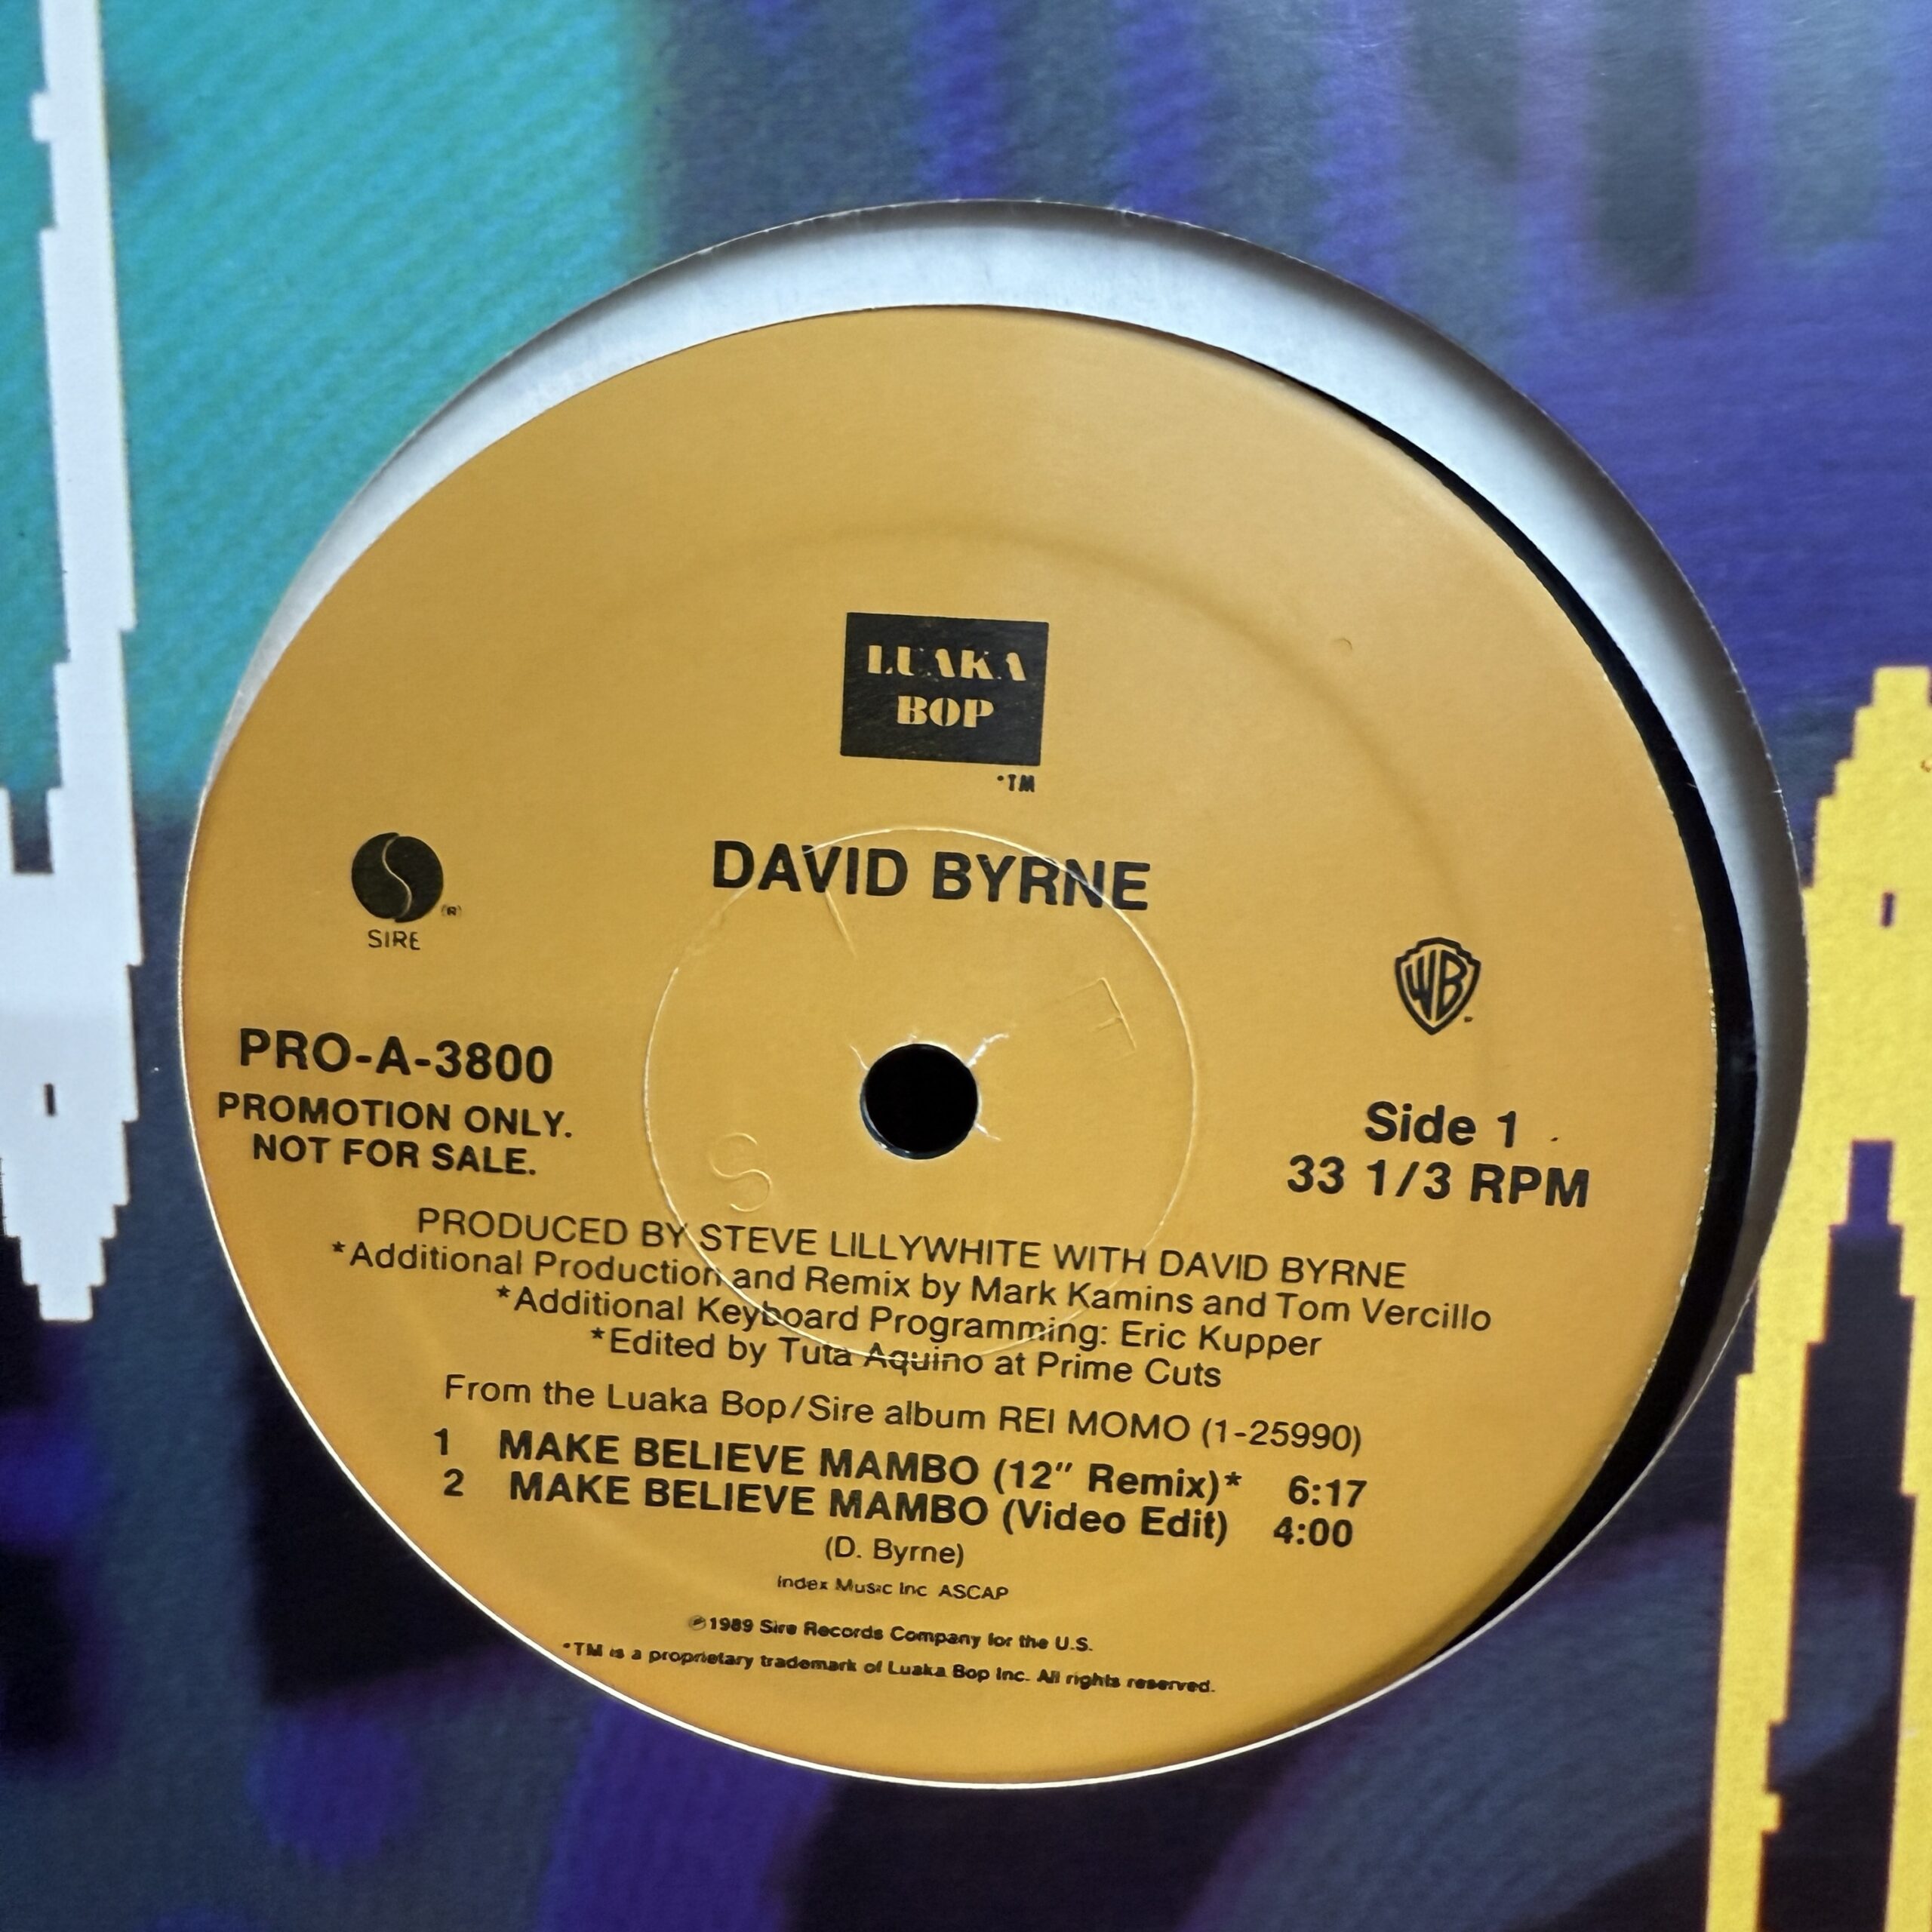 LUAKA
BOP
•TM
DAVID BYRNE
(R)
SIRE
WB
PRO-A-3800
PROMOTION ONLY.
NOT FOR SALE.
Side 1
33 1/3 RPM
PRODUCED BY STEVE LILLYWHITE WITH DAVID BYRNE
*Additional Production and Remix by Mark Kamins and Tom Vercillo
*Additional Keyboard Programming: Eric Kupper
*Edited by Tuta Aquino at Prime Cuts
From the Luaka Bop/Sire album REI MOMO (1-25990)
1 MAKE BELIEVE MAMBO (12″ Remix)* 6:17
2 MAKE BELIEVE MAMBO (Video Edit) 4:00
(D. Byrne)
Index Music Inc ASCAP
℗1989 Sire Records Company for the U.S.
•TM is a proprietary trademark of Luaka Bop Inc. All rights reserved.